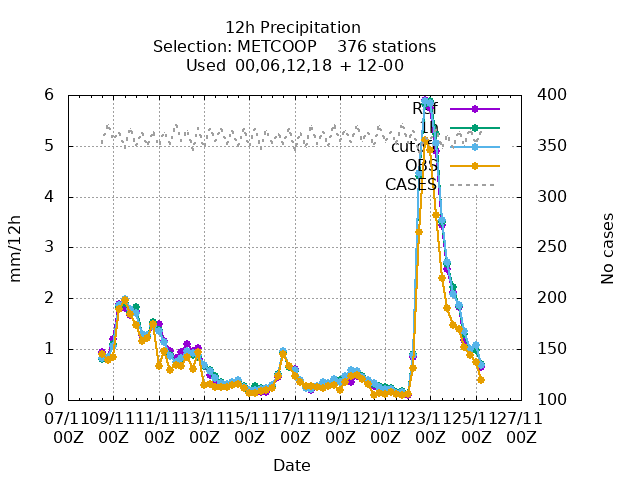 12h Precipitation
Selection: METCOOP 376 stations
Used 00,06,12,18 + 12-00
6 400
Ref
LB
5 350
cutoff
OBS
CASES
4 300
3 250
2 200
1 150
0 100
mm/12h
No cases
07/11 09/11 11/11 13/11 15/11 17/11 19/11 21/11 23/11 25/11 27/11
00Z 00Z 00Z 00Z 00Z 00Z 00Z 00Z 00Z 00Z 00Z
Date